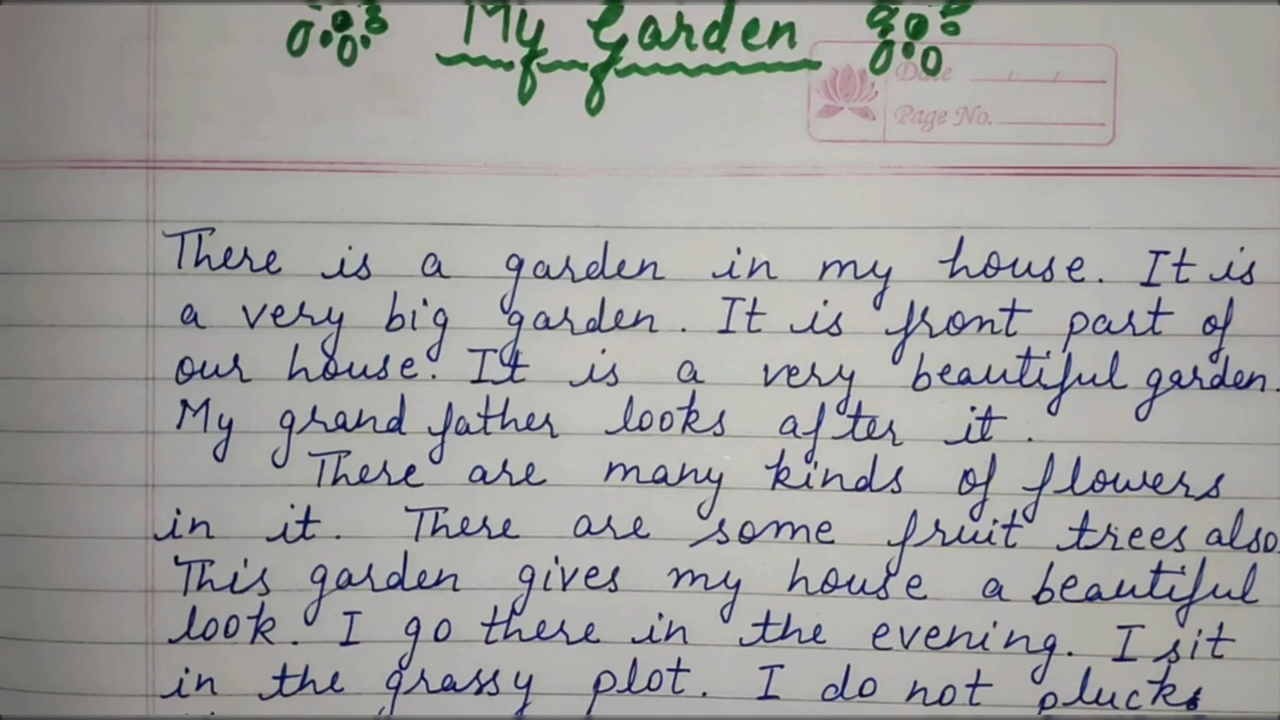 My Garden
Date
Page No.
There is a garden in my house. It is
a very big garden. It is front part of
our house. It is a very beautiful garden.
My grand father looks after it.
There are many kinds of flowers
in it. There are some fruit trees also.
This garden gives my house a beautiful
look. I go there in the evening. I sit
in the grassy plot. I do not plucks